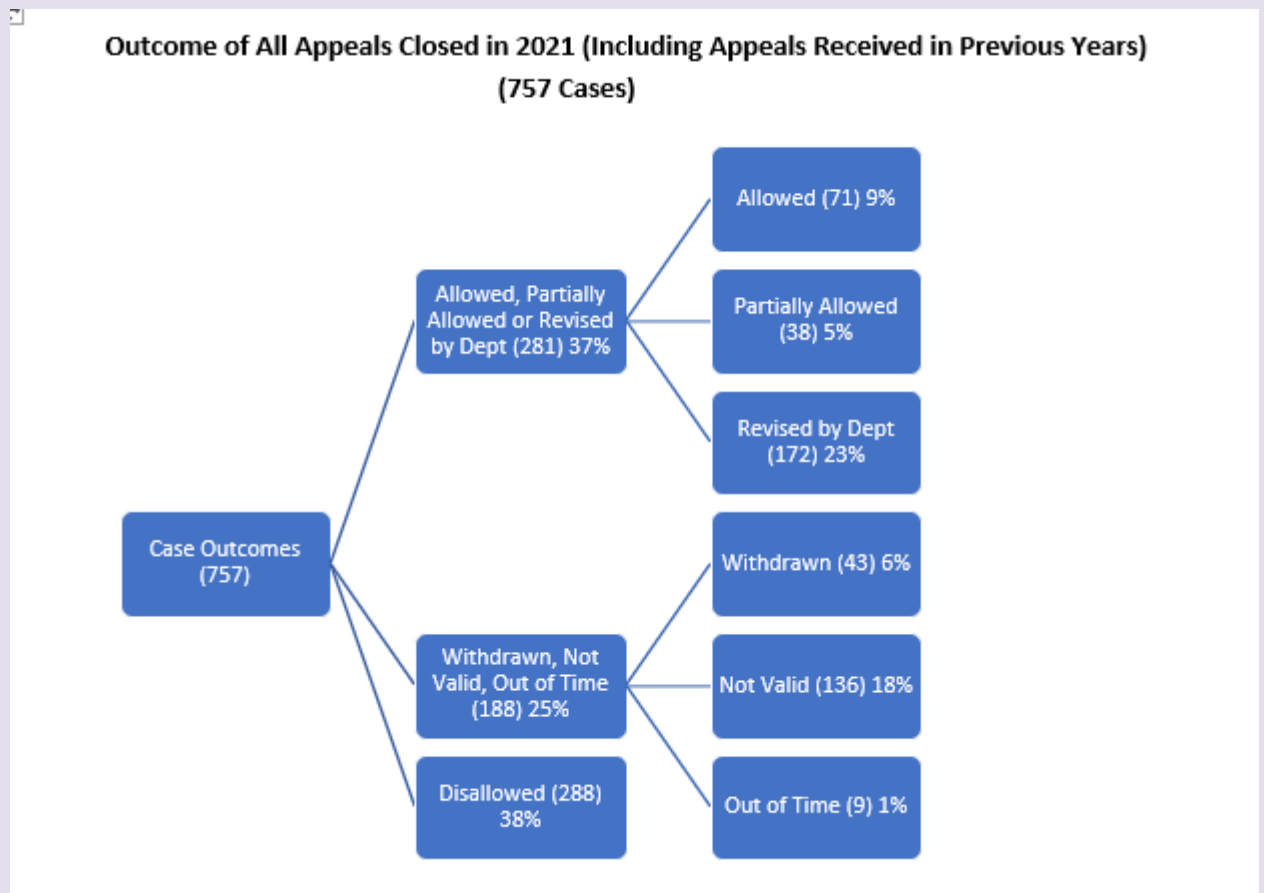 Outcome of All Appeals Closed in 2021 (Including Appeals Received in Previous Years)
(757 Cases)
Allowed (71) 9%
Allowed, Partially
Allowed or Revised
by Dept (281) 37%
Partially Allowed
(38) 5%
Revised by Dept
(172) 23%
Case Outcomes
(757)
Withdrawn (43) 6%
Withdrawn, Not
Valid, Out of Time
(188) 25%
Not Valid (136) 18%
Disallowed (288)
38%
Out of Time (9) 1%